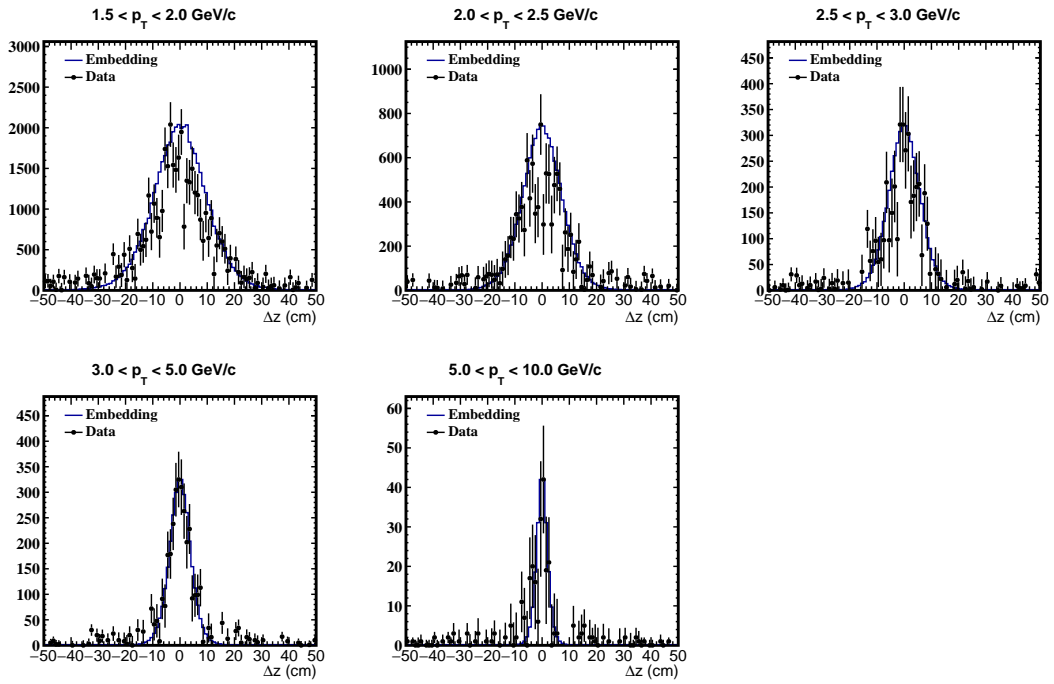 1.5 < p_T < 2.0 GeV/c
3000
2500
2000
1500
1000
500
0
Embedding
Data
−50 −40 −30 −20 −10 0 10 20 30 40 50
Δz (cm)
2.0 < p_T < 2.5 GeV/c
1000
800
600
400
200
0
Embedding
Data
−50 −40 −30 −20 −10 0 10 20 30 40 50
Δz (cm)
2.5 < p_T < 3.0 GeV/c
450
400
350
300
250
200
150
100
50
0
Embedding
Data
−50 −40 −30 −20 −10 0 10 20 30 40 50
Δz (cm)
3.0 < p_T < 5.0 GeV/c
450
400
350
300
250
200
150
100
50
0
Embedding
Data
−50 −40 −30 −20 −10 0 10 20 30 40 50
Δz (cm)
5.0 < p_T < 10.0 GeV/c
60
50
40
30
20
10
0
Embedding
Data
−50 −40 −30 −20 −10 0 10 20 30 40 50
Δz (cm)